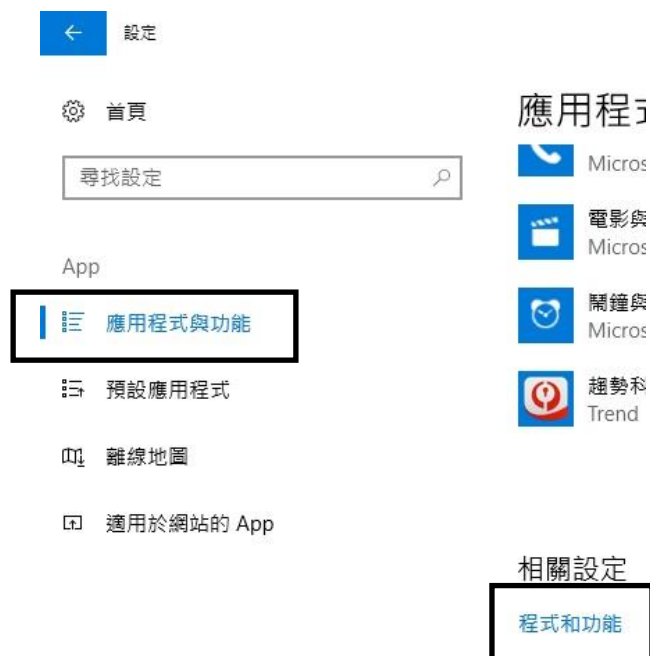 設定
首頁
尋找設定
App
應用程式與功能
預設應用程式
離線地圖
適用於網站的 App
應用程
Micros
電影與
Micros
鬧鐘與
Micros
趨勢科
Trend
相關設定
程式和功能